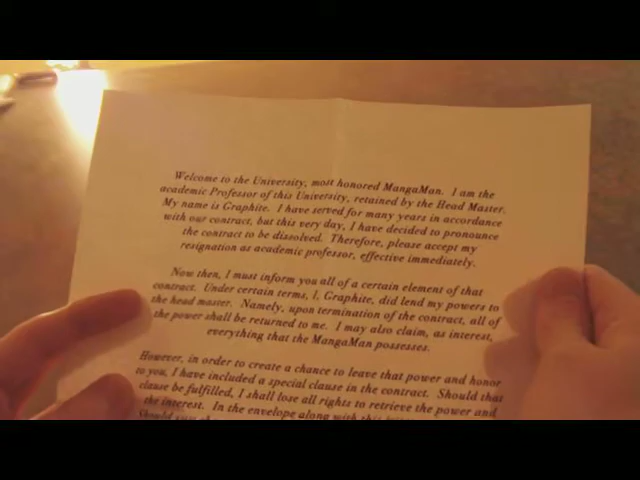 Welcome to the University, most honored MangaMan. I am the
academic Professor of this University, retained by the Head Master.
My name is Graphite. I have served for many years in accordance
with our contract, but this very day, I have decided to pronounce
the contract to be dissolved. Therefore, please accept my
resignation as academic professor, effective immediately.
Now then, I must inform you all of a certain element of that
contract. Under certain terms, I, Graphite, did lend my powers to
the head master. Namely, upon termination of the contract, all of
the power shall be returned to me. I may also claim, as interest,
everything that the MangaMan possesses.
However, in order to create a chance to leave that power and honor
to you, I have included a special clause in the contract. Should that
clause be fulfilled, I shall lose all rights to retrieve the power and
the interest. In the envelope along with this
Should